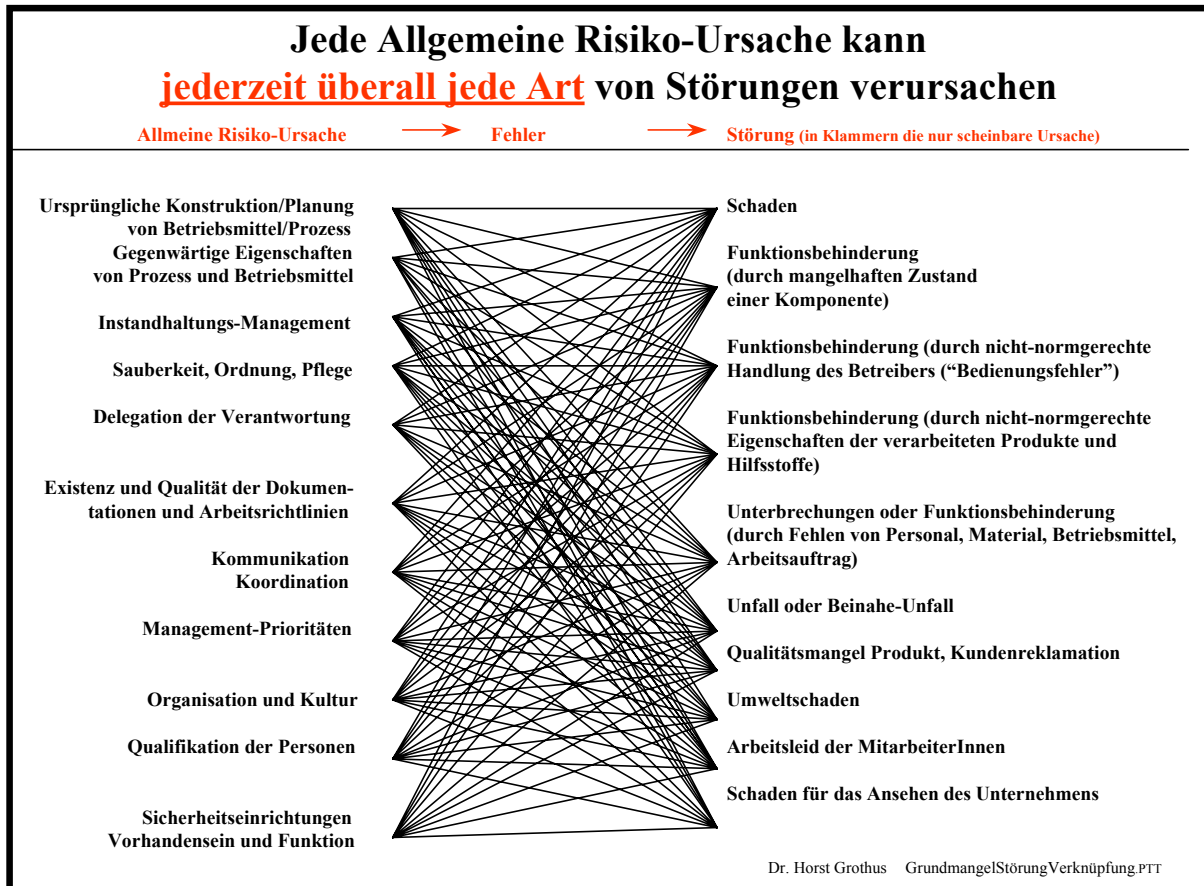 Jede Allgemeine Risiko-Ursache kann
jederzeit überall jede Art von Störungen verursachen
Allmeine Risiko-Ursache Fehler Störung (in Klammern die nur scheinbare Ursache)
Ursprüngliche Konstruktion/Planung
von Betriebsmittel/Prozess
Gegenwärtige Eigenschaften
von Prozess und Betriebsmittel
Instandhaltungs-Management
Sauberkeit, Ordnung, Pflege
Delegation der Verantwortung
Existenz und Qualität der Dokumen-
tationen und Arbeitsrichtlinien
Kommunikation
Koordination
Management-Prioritäten
Organisation und Kultur
Qualifikation der Personen
Sicherheitseinrichtungen
Vorhandensein und Funktion
Schaden
Funktionsbehinderung
(durch mangelhaften Zustand
einer Komponente)
Funktionsbehinderung (durch nicht-normgerechte
Handlung des Betreibers (“Bedienungsfehler”)
Funktionsbehinderung (durch nicht-normgerechte
Eigenschaften der verarbeiteten Produkte und
Hilfsstoffe)
Unterbrechungen oder Funktionsbehinderung
(durch Fehlen von Personal, Material, Betriebsmittel,
Arbeitsauftrag)
Unfall oder Beinahe-Unfall
Qualitätsmangel Produkt, Kundenreklamation
Umweltschaden
Arbeitsleid der MitarbeiterInnen
Schaden für das Ansehen des Unternehmens
Dr. Horst Grothus GrundmangelStörungVerknüpfung.PTT